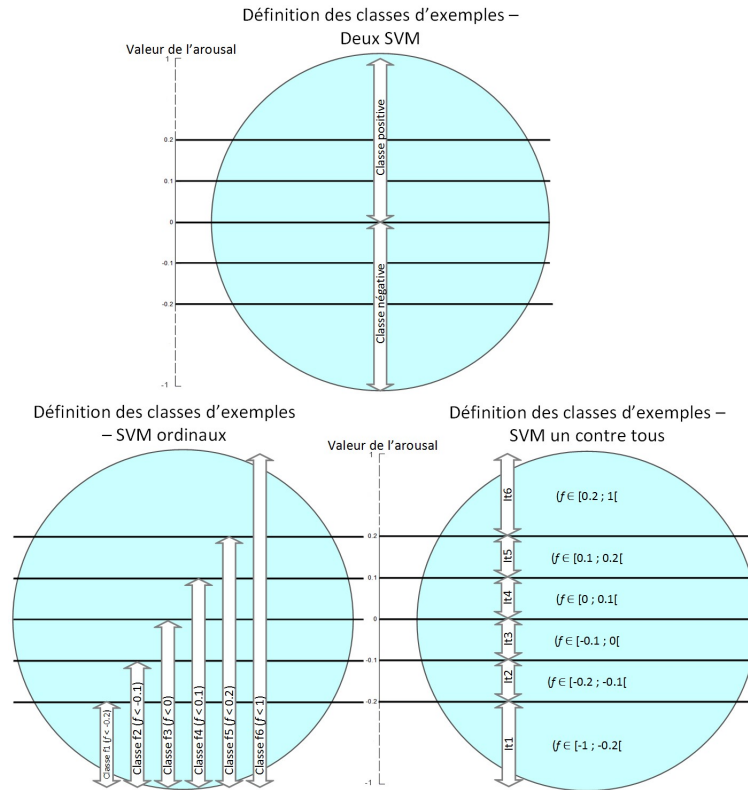 Définition des classes d'exemples –
Deux SVM
Valeur de l'arousal
1
0.2
0.1
0
-0.1
-0.2
-1
Classe positive
Classe négative
Définition des classes d'exemples
– SVM ordinaux
Classe f1 (f < -0.2)
Classe f2 (f < -0.1)
Classe f3 (f < 0)
Classe f4 (f < 0.1)
Classe f5 (f < 0.2)
Classe f6 (f < 1)
Valeur de l'arousal
1
0.2
0.1
0
-0.1
-0.2
-1
Définition des classes d'exemples –
SVM un contre tous
It6 (f ∈ [0.2 ; 1[
It5 (f ∈ [0.1 ; 0.2[
It4 (f ∈ [0 ; 0.1[
It3 (f ∈ [-0.1 ; 0[
It2 (f ∈ [-0.2 ; -0.1[
It1 (f ∈ [-1 ; -0.2[